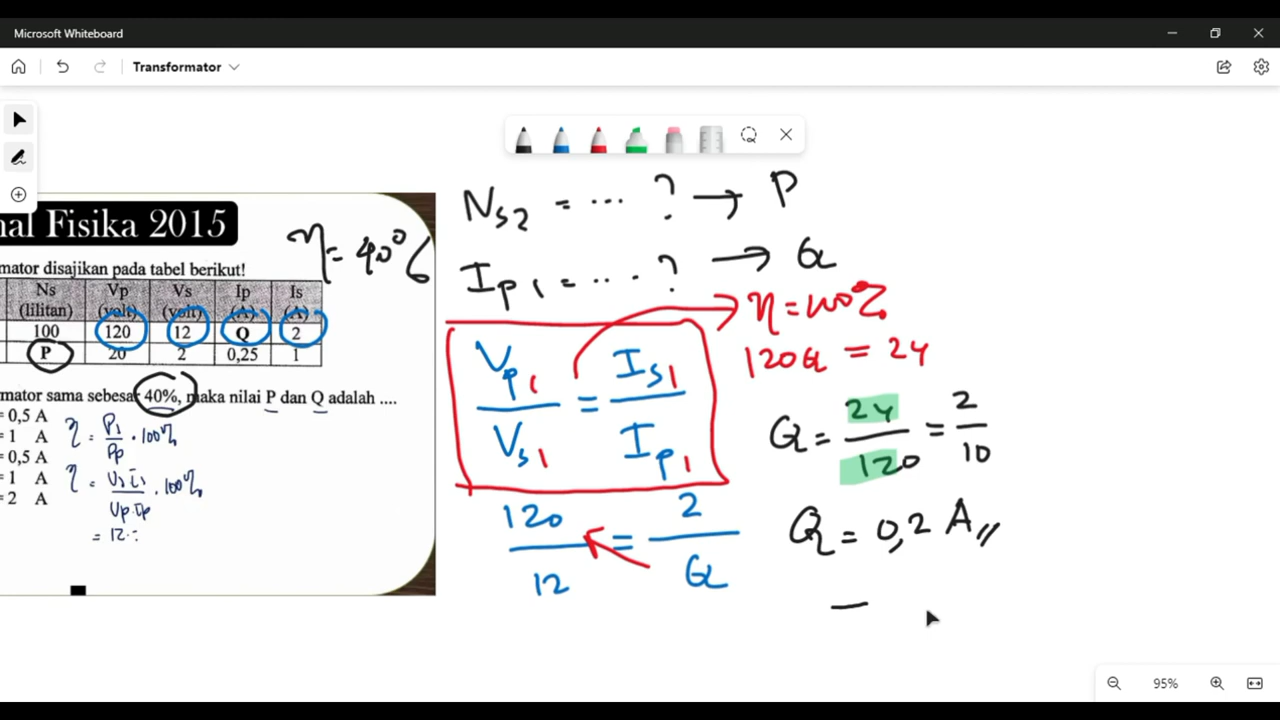 Microsoft Whiteboard
Transformator
nal Fisika 2015
η = 40%
mator disajikan pada tabel berikut!
Ns (lilitan) Vp (volt) Vs (volt) Ip (A) Is (A)
100 120 12 Q 2
P 20 2 0,25 1
mator sama sebesar 40%, maka nilai P dan Q adalah ....
= 0,5 A
= 1 A
= 0,5 A
= 1 A
= 2 A
η = Ps/Pp . 100%
η = Vs Is/Vp . Ip . 100%
= 12 .
Ns2 = ... ? → P
Ip1 = ... . ? → Q
Vp1/Vs1 = Is1/Ip1
120/12 = 2/Q
η = 100%
120Q = 24
Q = 24/120 = 2/10
Q = 0,2 A //
95%